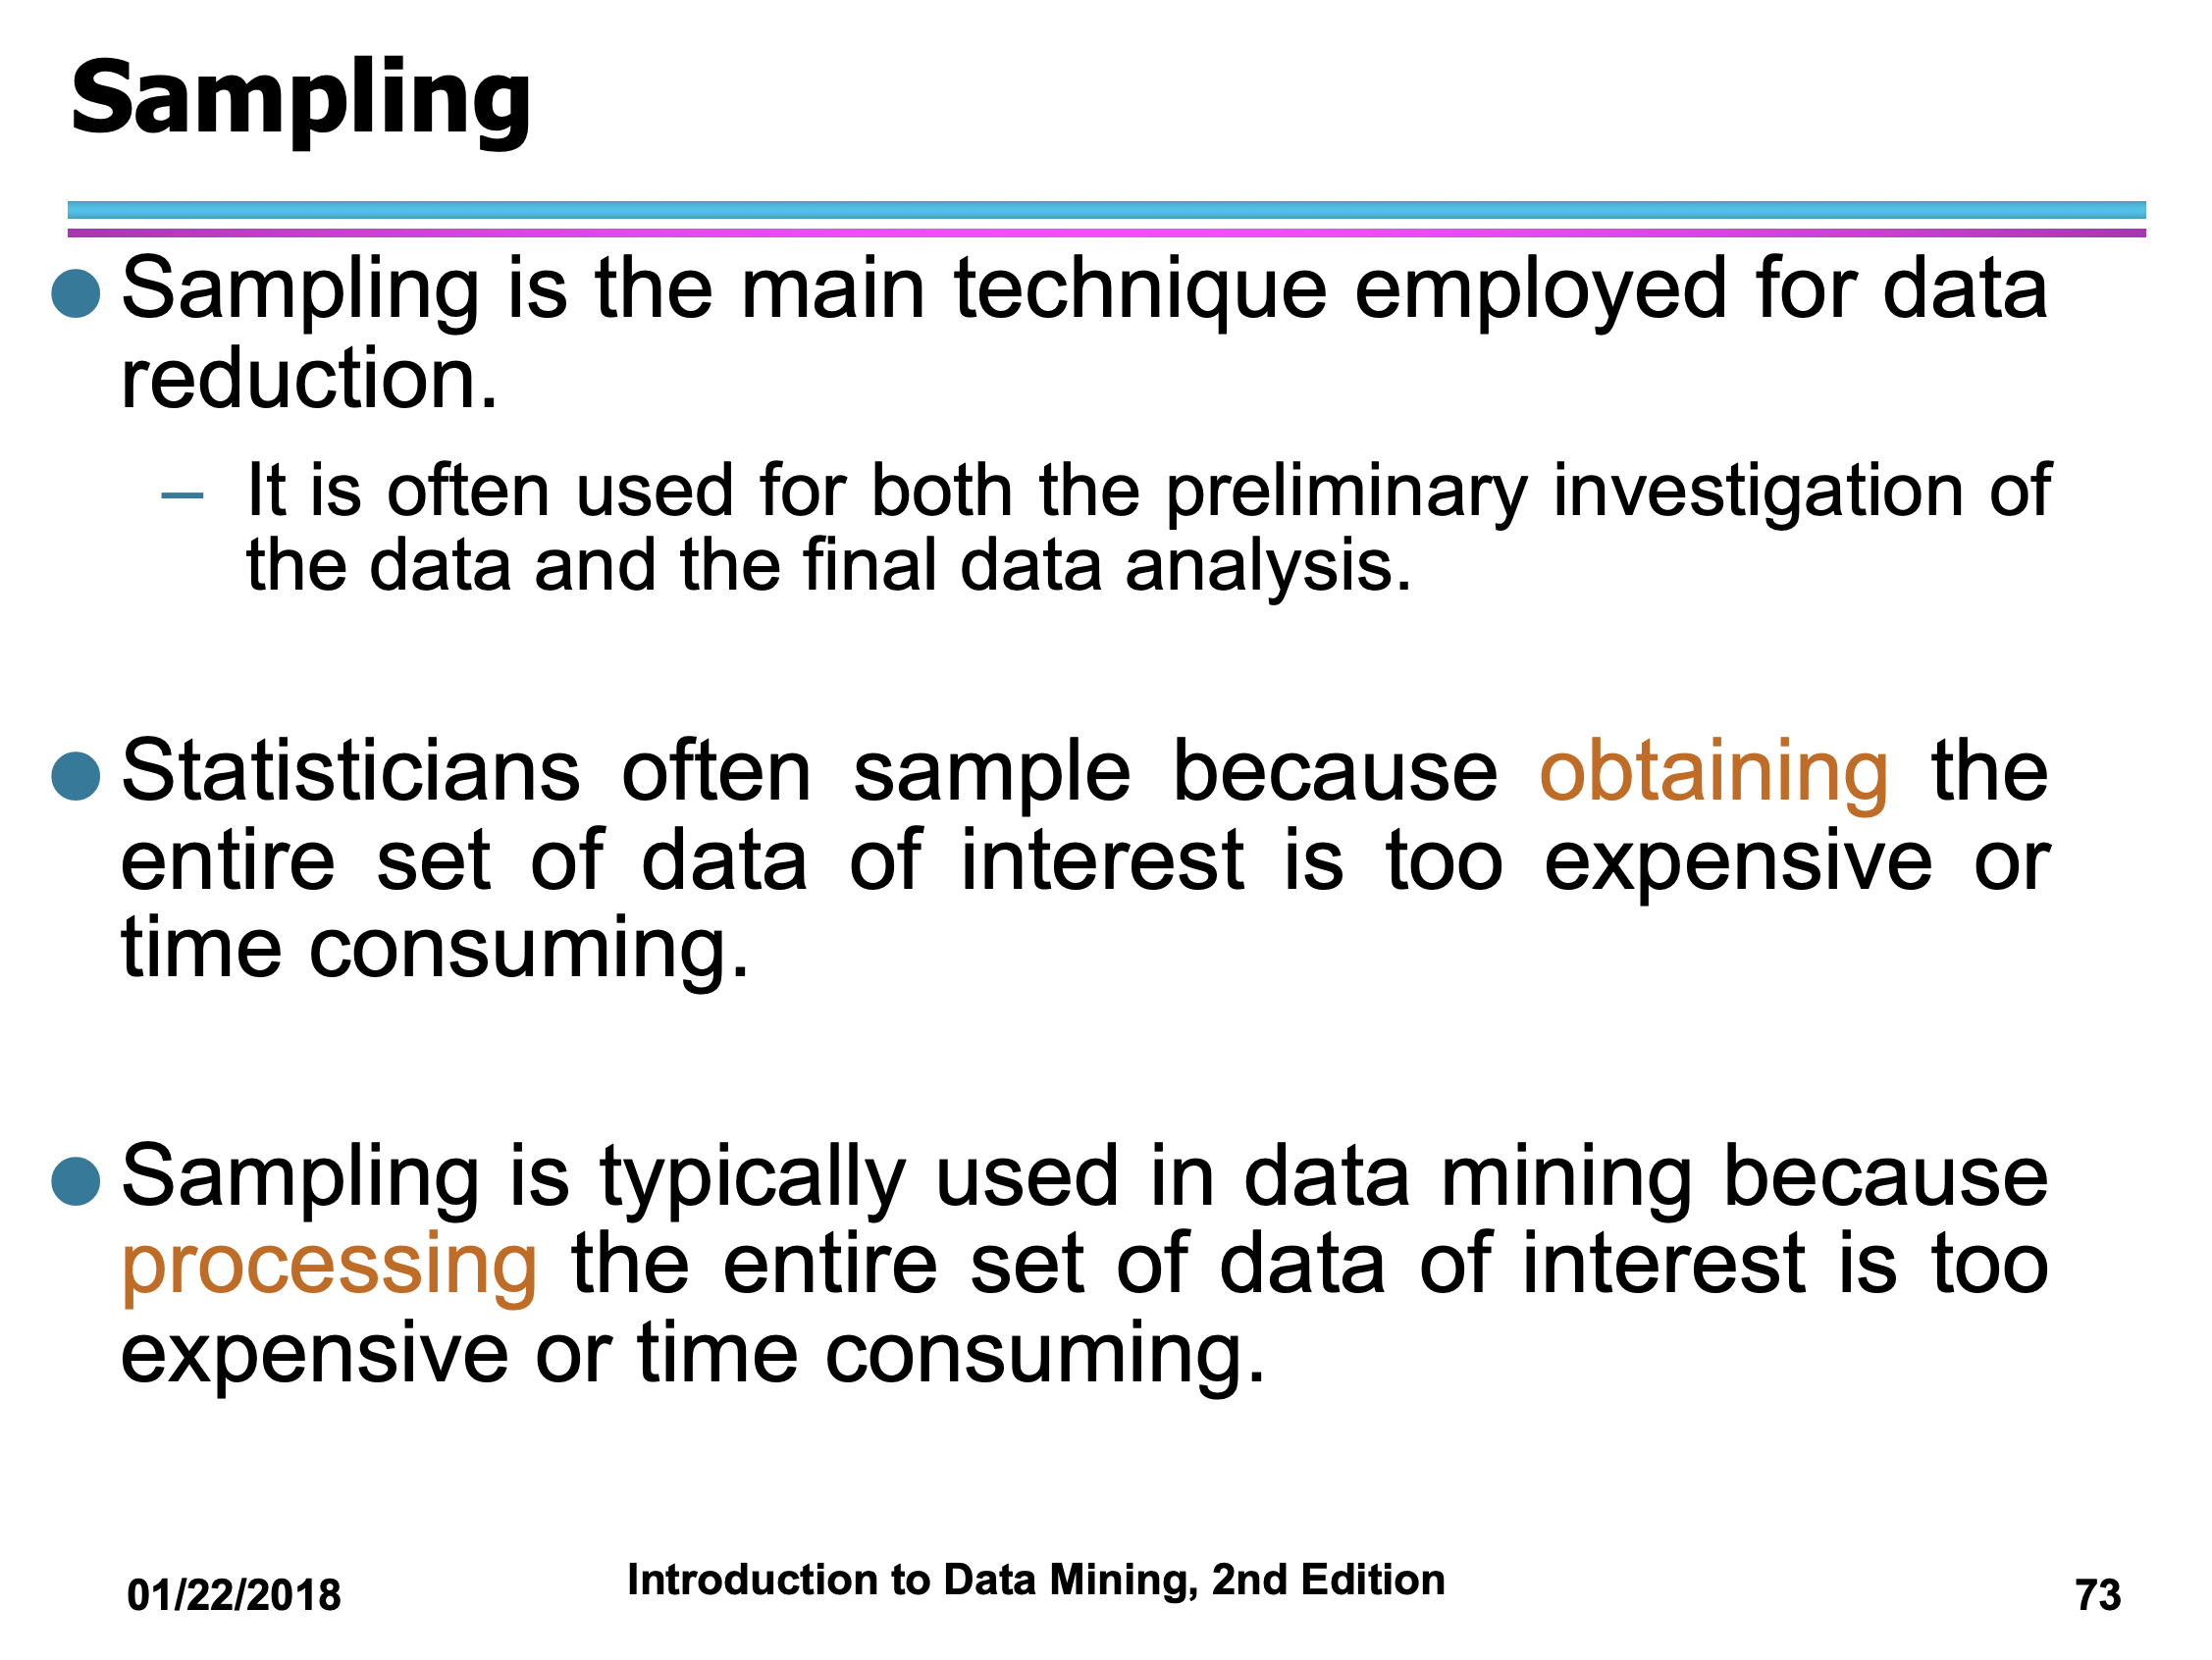 Sampling
Sampling is the main technique employed for data
reduction.
– It is often used for both the preliminary investigation of
the data and the final data analysis.
Statisticians often sample because obtaining the
entire set of data of interest is too expensive or
time consuming.
Sampling is typically used in data mining because
processing the entire set of data of interest is too
expensive or time consuming.
01/22/2018
Introduction to Data Mining, 2nd Edition
73